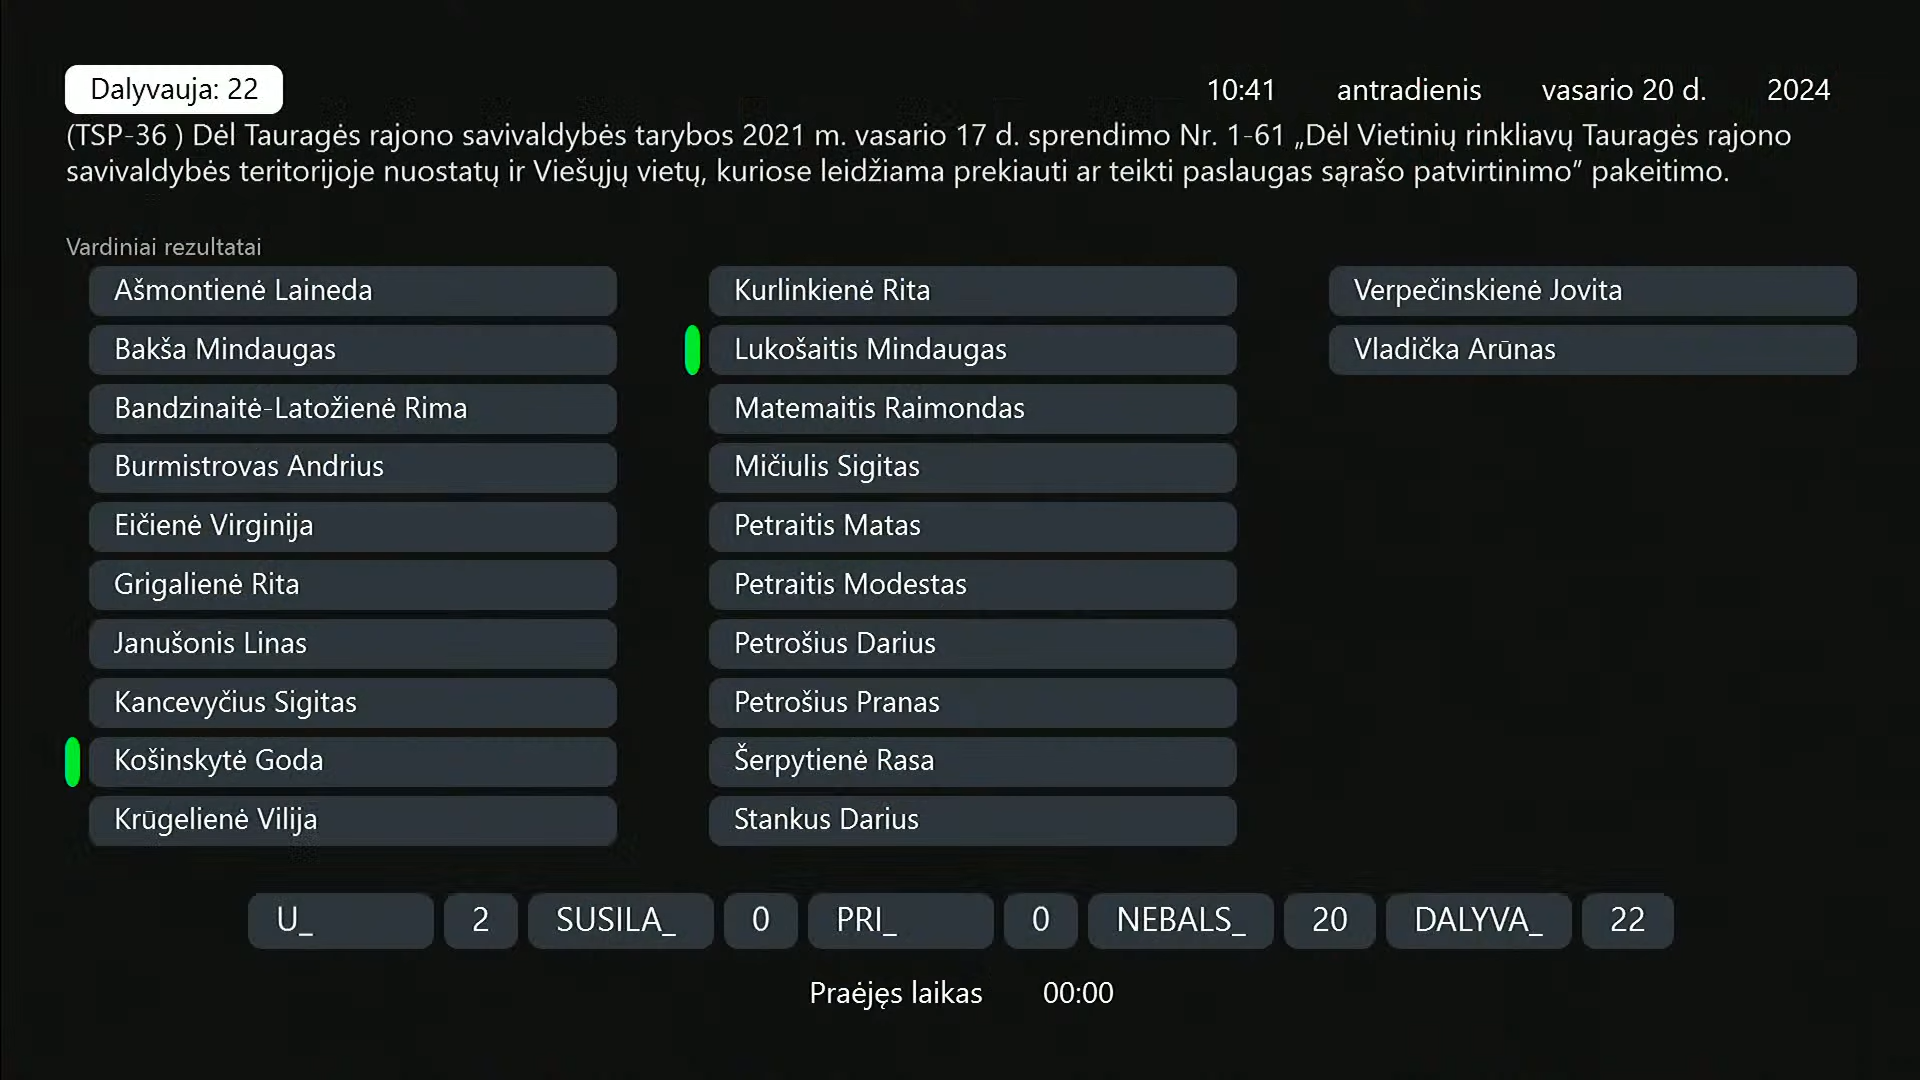 Dalyvauja: 22
10:41 antradienis vasario 20 d. 2024
(TSP-36 ) Dėl Tauragės rajono savivaldybės tarybos 2021 m. vasario 17 d. sprendimo Nr. 1-61 „Dėl Vietinių rinkliavų Tauragės rajono
savivaldybės teritorijoje nuostatų ir Viešųjų vietų, kuriose leidžiama prekiauti ar teikti paslaugas sąrašo patvirtinimo” pakeitimo.
Vardiniai rezultatai
Ašmontienė Laineda
Bakša Mindaugas
Bandzinaitė-Latožienė Rima
Burmistrovas Andrius
Eičienė Virginija
Grigalienė Rita
Janušonis Linas
Kancevyčius Sigitas
Košinskytė Goda
Krūgelienė Vilija
Kurlinkienė Rita
Lukošaitis Mindaugas
Matemaitis Raimondas
Mičiulis Sigitas
Petraitis Matas
Petraitis Modestas
Petrošius Darius
Petrošius Pranas
Šerpytienė Rasa
Stankus Darius
Verpečinskienė Jovita
Vladička Arūnas
U_ 2 SUSILA_ 0 PRI_ 0 NEBALS_ 20 DALYVA_ 22
Praėjęs laikas 00:00